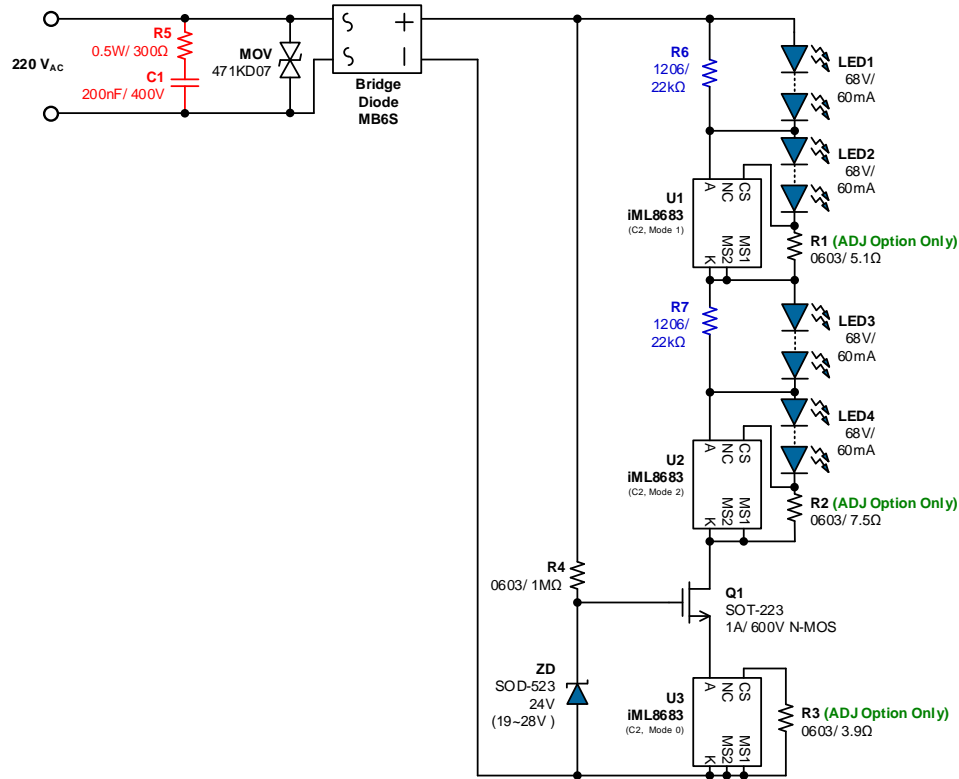 220 VAC
R5
0.5W/ 300Ω
C1
200nF/ 400V
MOV
471KD07
S
S
+
−
Bridge
Diode
MB6S
R6
1206/
22kΩ
LED1
68V/
60mA
LED2
68V/
60mA
U1
iML8683
(C2, Mode 1)
A
NC
CS
K
MS2
MS1
R1 (ADJ Option Only)
0603/ 5.1Ω
R7
1206/
22kΩ
LED3
68V/
60mA
LED4
68V/
60mA
U2
iML8683
(C2, Mode 2)
A
NC
CS
K
MS2
MS1
R2 (ADJ Option Only)
0603/ 7.5Ω
R4
0603/ 1MΩ
Q1
SOT-223
1A/ 600V N-MOS
ZD
SOD-523
24V
(19~28V )
U3
iML8683
(C2, Mode 0)
A
NC
CS
K
MS2
MS1
R3 (ADJ Option Only)
0603/ 3.9Ω